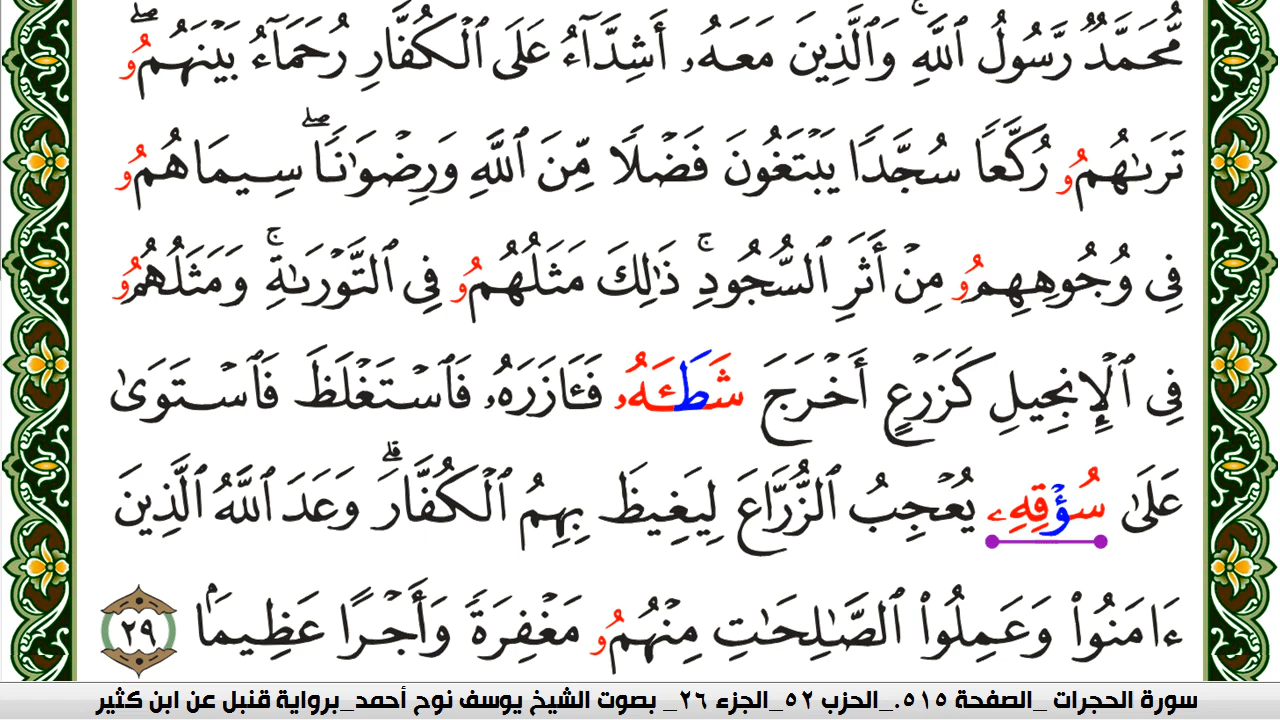 مُّحَمَّدٌ رَّسُولُ ٱللَّهِۚ وَٱلَّذِينَ مَعَهُۥ أَشِدَّآءُ عَلَى ٱلۡكُفَّارِ رُحَمَآءُ بَيۡنَهُمُۥۖ
تَرَىٰهُمُۥ رُكَّعٗا سُجَّدٗا يَبۡتَغُونَ فَضۡلٗا مِّنَ ٱللَّهِ وَرِضۡوَٰنٗاۖ سِيمَاهُمُۥ
فِي وُجُوهِهِمُۥ مِنۡ أَثَرِ ٱلسُّجُودِۚ ذَٰلِكَ مَثَلُهُمُۥ فِي ٱلتَّوۡرَىٰةِۚ وَمَثَلُهُمُۥ
فِي ٱلۡإِنجِيلِ كَزَرۡعٍ أَخۡرَجَ شَطَـَٔهُۥ فَـَٔازَرَهُۥ فَٱسۡتَغۡلَظَ فَٱسۡتَوَىٰ
عَلَىٰ سُؤۡقِهِۦ يُعۡجِبُ ٱلزُّرَّاعَ لِيَغِيظَ بِهِمُ ٱلۡكُفَّارَۗ وَعَدَ ٱللَّهُ ٱلَّذِينَ
ءَامَنُواْ وَعَمِلُواْ ٱلصَّٰلِحَٰتِ مِنۡهُمُۥ مَغۡفِرَةٗ وَأَجۡرًا عَظِيمَۢا ٢٩
سورة الحجرات _الصفحة ٥١٥._الحزب ٥٢_الجزء ٢٦_ بصوت الشيخ يوسف نوح أحمد_برواية قنبل عن ابن كثير